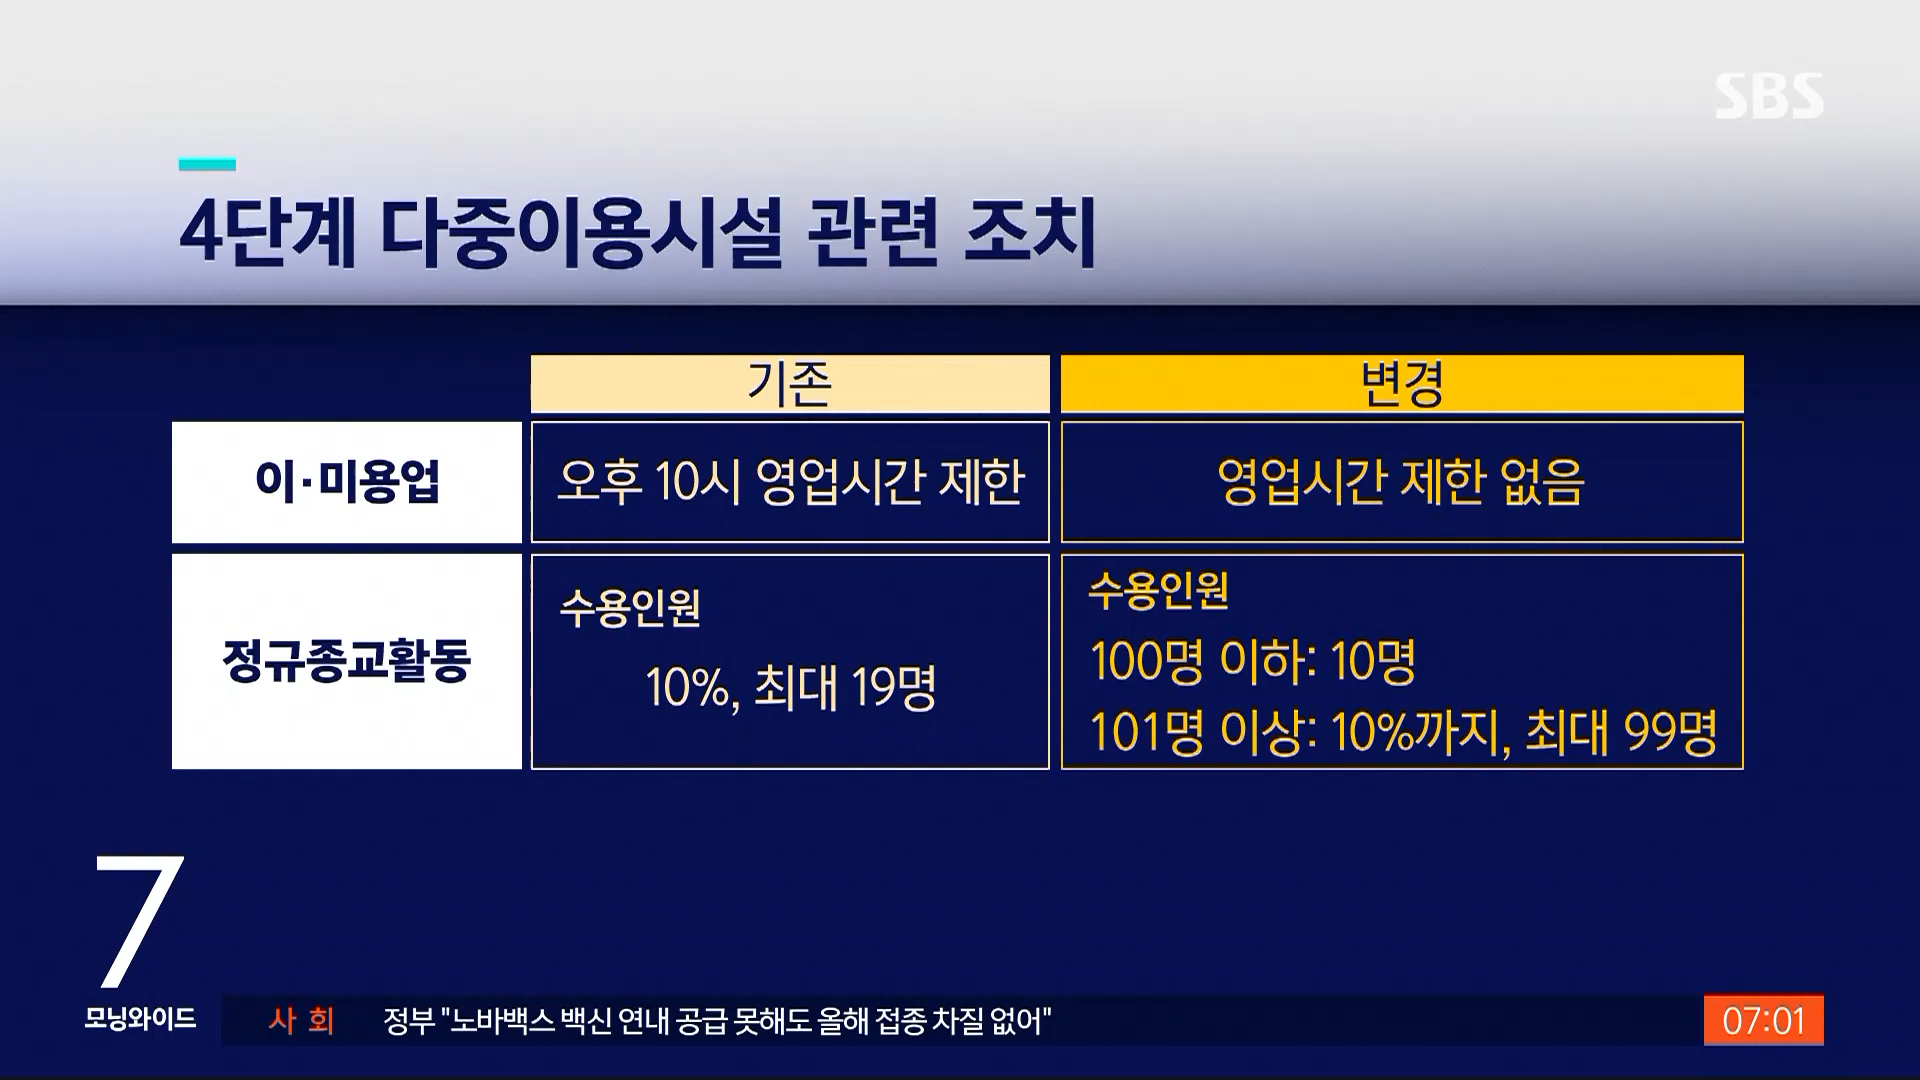 SBS
4단계 다중이용시설 관련 조치
기존
변경
이·미용업
오후 10시 영업시간 제한
영업시간 제한 없음
정규종교활동
수용인원
10%, 최대 19명
수용인원
100명 이하: 10명
101명 이상: 10%까지, 최대 99명
7
모닝와이드
사 회
정부 "노바백스 백신 연내 공급 못해도 올해 접종 차질 없어"
07:01